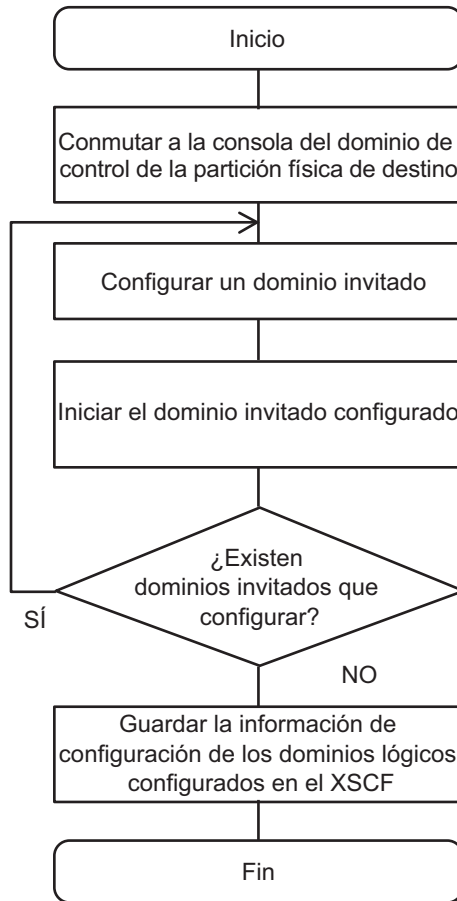 Inicio
Conmutar a la consola del dominio de
control de la partición física de destino
Configurar un dominio invitado
Iniciar el dominio invitado configurado
¿Existen
dominios invitados que
configurar?
SÍ
NO
Guardar la información de
configuración de los dominios lógicos
configurados en el XSCF
Fin